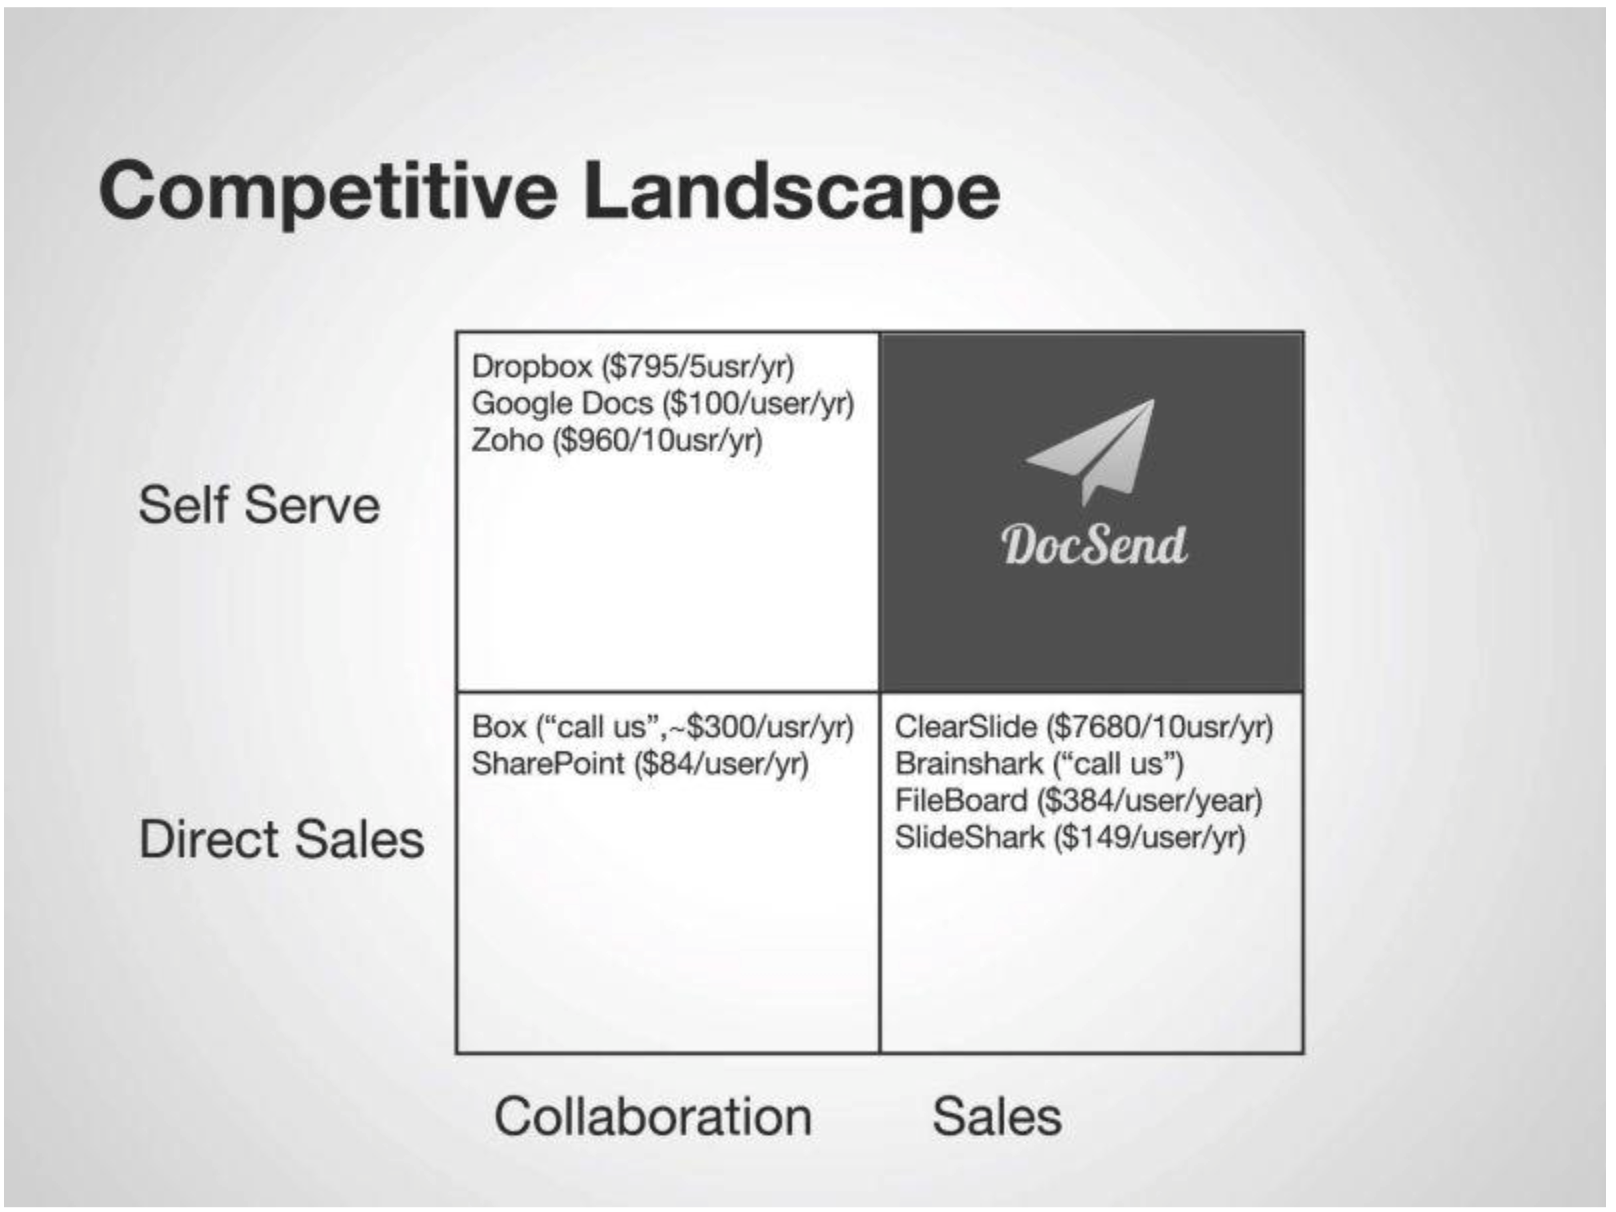 Competitive Landscape
Self Serve
Dropbox ($795/5usr/yr)
Google Docs ($100/user/yr)
Zoho ($960/10usr/yr)
DocSend
Direct Sales
Box (“call us”,~$300/usr/yr)
SharePoint ($84/user/yr)
ClearSlide ($7680/10usr/yr)
Brainshark (“call us”)
FileBoard ($384/user/year)
SlideShark ($149/user/yr)
Collaboration
Sales